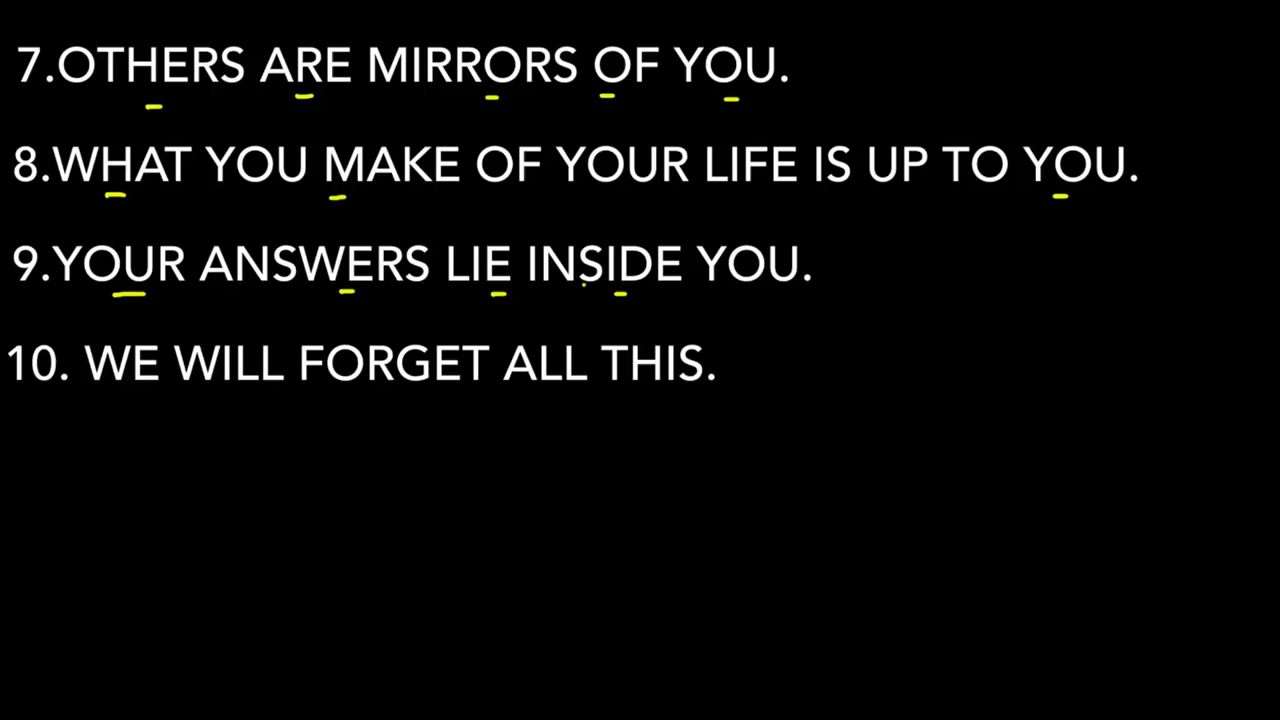 7.OTHERS ARE MIRRORS OF YOU.
8.WHAT YOU MAKE OF YOUR LIFE IS UP TO YOU.
9.YOUR ANSWERS LIE INSIDE YOU.
10. WE WILL FORGET ALL THIS.